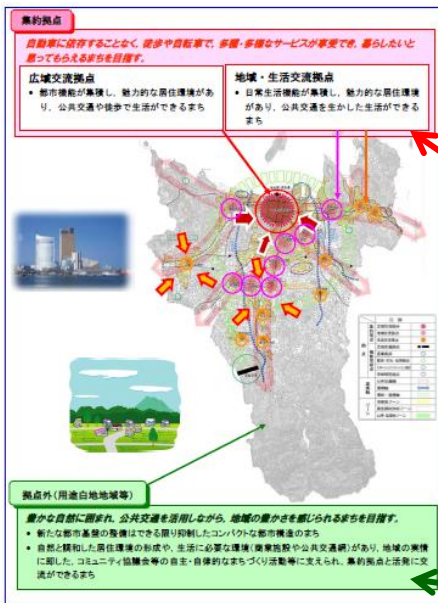 集約拠点
自動車に依存することなく、徒歩や自転車で、多種・多様なサービスが享受でき、暮らしたいと
思ってもらえるまちを目指す。
広域交流拠点
• 都市機能が集積し、魅力的な居住環境があ
り、公共交通や徒歩で生活ができるまち
地域・生活交流拠点
• 日常生活機能が集積し、魅力的な居住環境
があり、公共交通を生かした生活ができる
まち
拠点外(用途白地地域等)
豊かな自然に囲まれ、公共交通を活用しながら、地域の豊かさを感じられるまちを目指す。
• 新たな都市基盤の整備はできる限り抑制したコンパクトな都市構造のまち
• 自然と調和した居住環境の形成や、生活に必要な環境(商業施設や公共交通網)があり、地域の実情
に即した、コミュニティ協議会等の自主・自体的なまちづくり活動等に支えられ、集約拠点と活発に交
流ができるまち